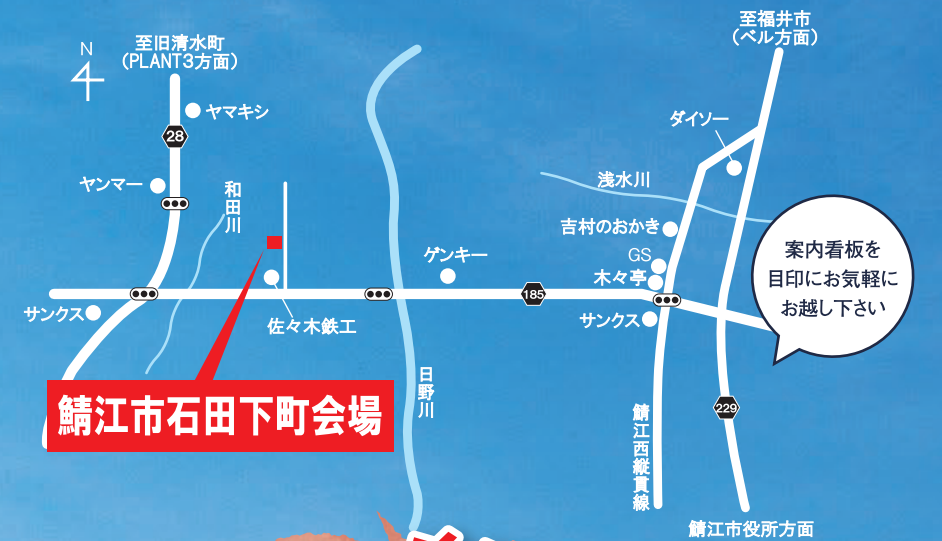 至福井市
（ベル方面）
N
至旧清水町
（PLANT3方面）
ヤマキシ
ダイソー
28
ヤンマー
和田川
浅水川
吉村のおかき
案内看板を
目印にお気軽に
お越し下さい
ゲンキー
GS
木々亭
185
サンクス
佐々木鉄工
サンクス
日野川
鯖江市石田下町会場
229
鯖江西縦貫線
鯖江市役所方面